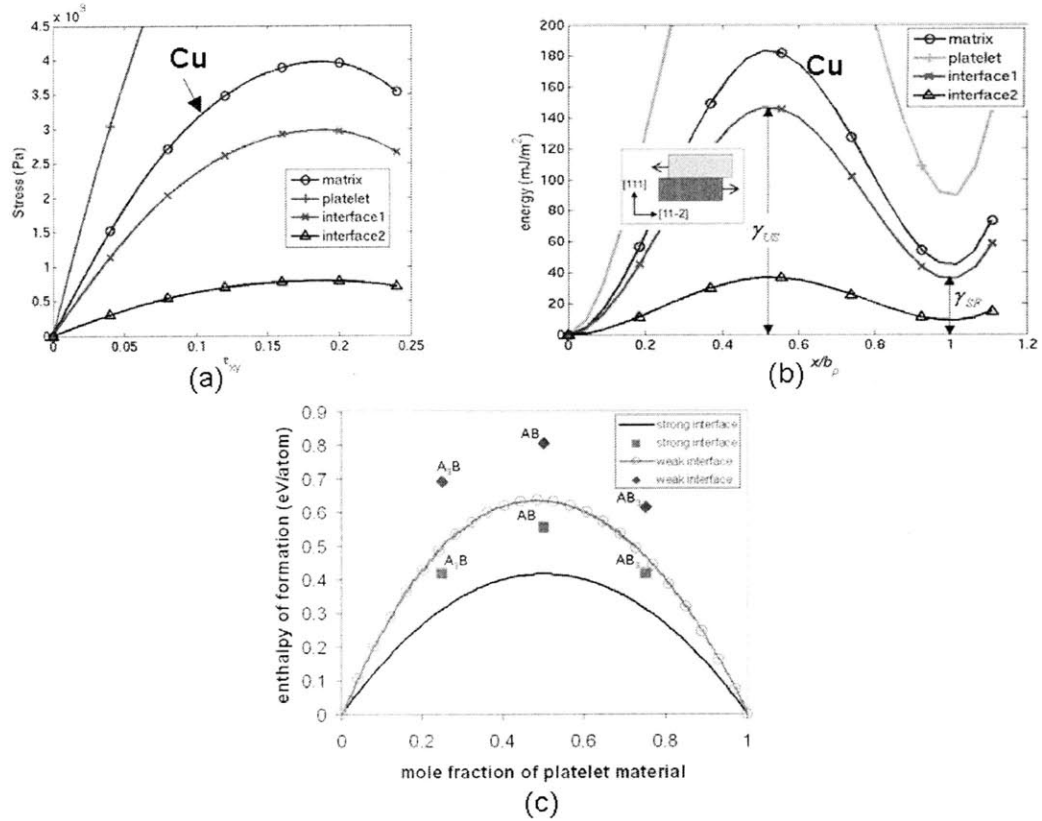 4.5 x 10³
4
3.5
3
2.5
2
1.5
1
0.5
0
Stress (Pa)
Cu
matrix
platelet
interface1
interface2
0 0.05 0.1 0.15 0.2 0.25
(a)
200
180
160
140
120
100
80
60
40
20
0
energy (mJ/m²)
Cu
matrix
platelet
interface1
interface2
[111]
[11-2]
γUS
γSF
0 0.2 0.4 0.6 0.8 1 1.2
(b) x/bp
0.9
0.8
0.7
0.6
0.5
0.4
0.3
0.2
0.1
0
enthalpy of formation (eV/atom)
strong interface
strong interface
weak interface
weak interface
AB
A3B
AB3
AB
A3B
AB3
0 0.2 0.4 0.6 0.8 1
mole fraction of platelet material
(c)